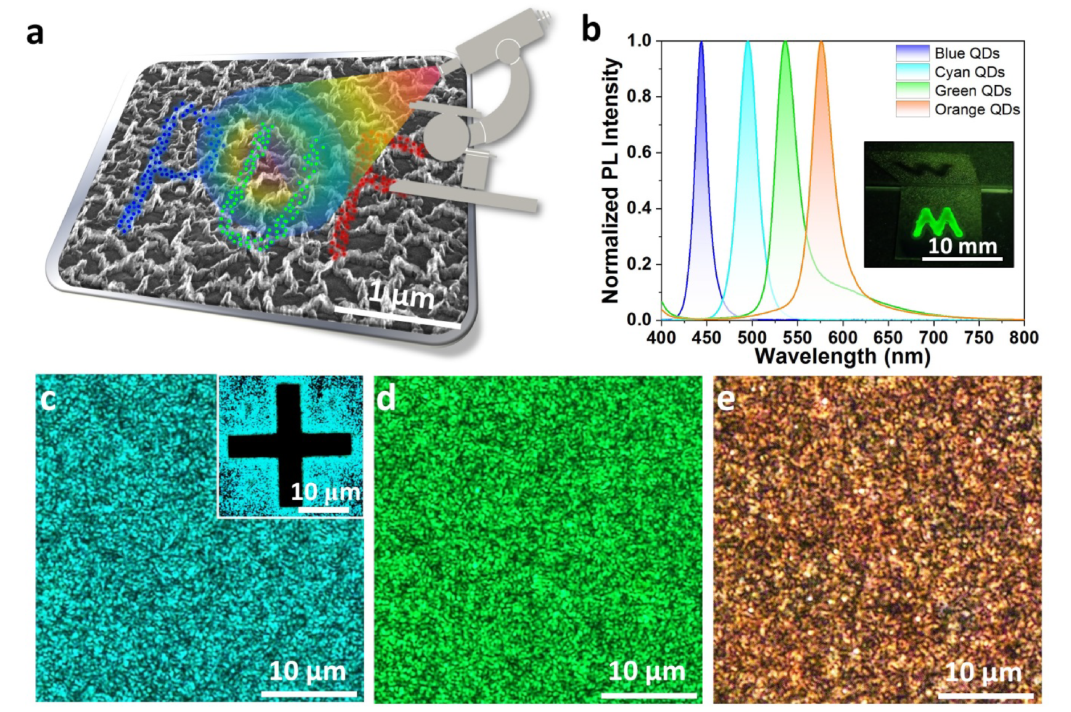 a
1 μm
b
Normalized PL Intensity
1.0
0.8
0.6
0.4
0.2
0.0
400 450 500 550 600 650 700 750 800
Wavelength (nm)
Blue QDs
Cyan QDs
Green QDs
Orange QDs
M
10 mm
c
10 μm
10 μm
d
10 μm
e
10 μm